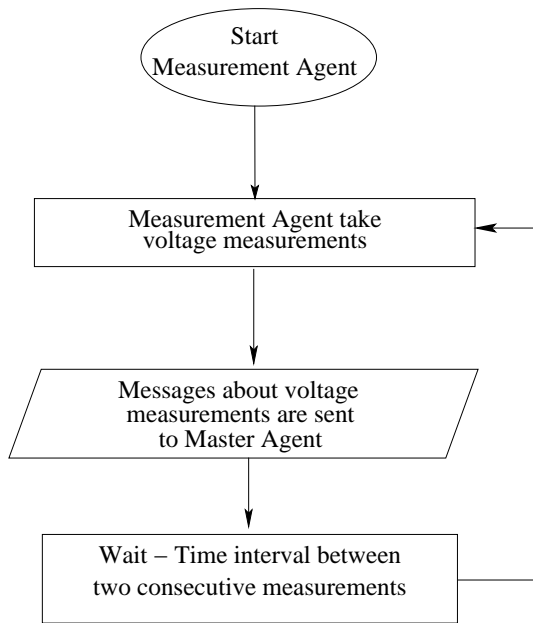 Start
Measurement Agent
Measurement Agent take
voltage measurements
Messages about voltage
measurements are sent
to Master Agent
Wait – Time interval between
two consecutive measurements